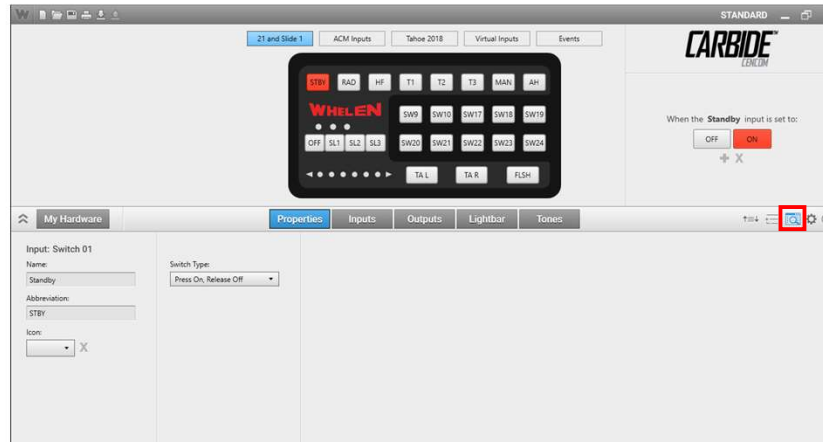 STANDARD
21 and Slide 1 ACM Inputs Tahoe 2018 Virtual Inputs Events
CARBIDE
CENCOM
STBY RAD HF T1 T2 T3 MAN AH
WHELEN
SW9 SW10 SW17 SW18 SW19
OFF SL1 SL2 SL3 SW20 SW21 SW22 SW23 SW24
TA L TA R FLSH
When the Standby input is set to:
OFF ON
My Hardware Properties Inputs Outputs Lightbar Tones
Input: Switch 01
Name: Switch Type:
Standby Press On, Release Off
Abbreviation:
STBY
Icon: